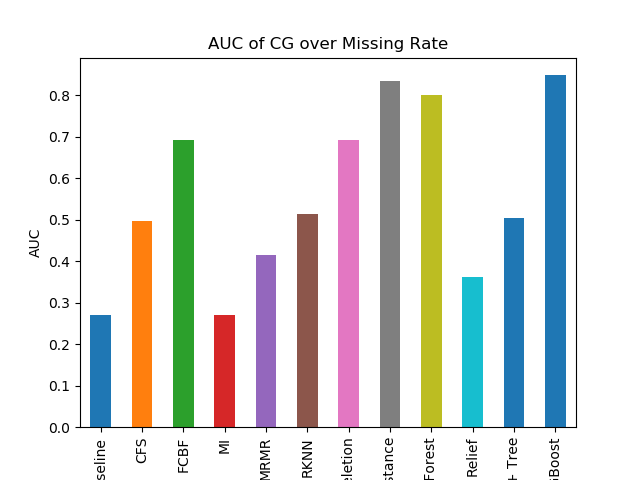 AUC of CG over Missing Rate
AUC
0.8
0.7
0.6
0.5
0.4
0.3
0.2
0.1
0.0
seline
CFS
FCBF
MI
MRMR
RKNN
eletion
stance
Forest
Relief
+ Tree
Boost